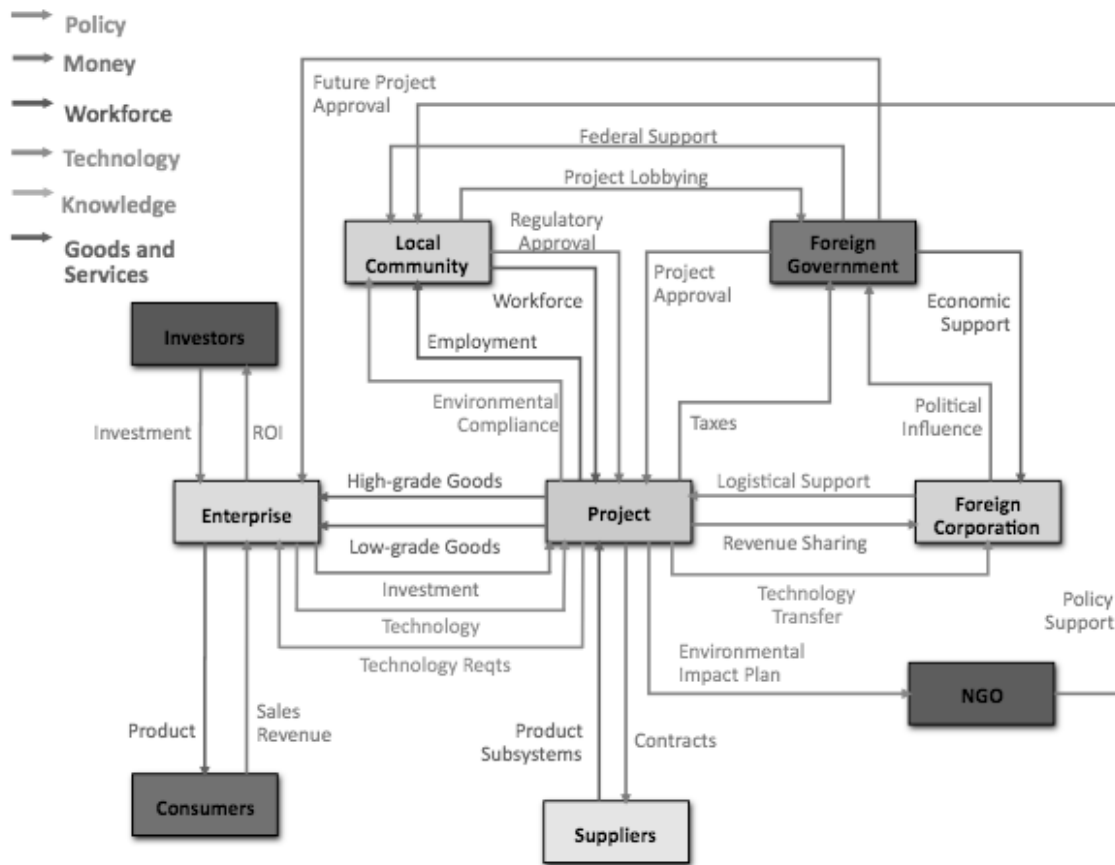 Policy
Money
Workforce
Technology
Knowledge
Goods and
Services
Future Project
Approval
Federal Support
Project Lobbying
Local
Community
Regulatory
Approval
Foreign
Government
Project
Approval
Workforce
Economic
Support
Investors
Employment
Environmental
Compliance
Taxes
Political
Influence
Investment
ROI
High-grade Goods
Logistical Support
Enterprise
Project
Foreign
Corporation
Low-grade Goods
Revenue Sharing
Investment
Technology
Transfer
Policy
Support
Technology
Technology Reqts
Environmental
Impact Plan
NGO
Product
Sales
Revenue
Product
Subsystems
Contracts
Consumers
Suppliers